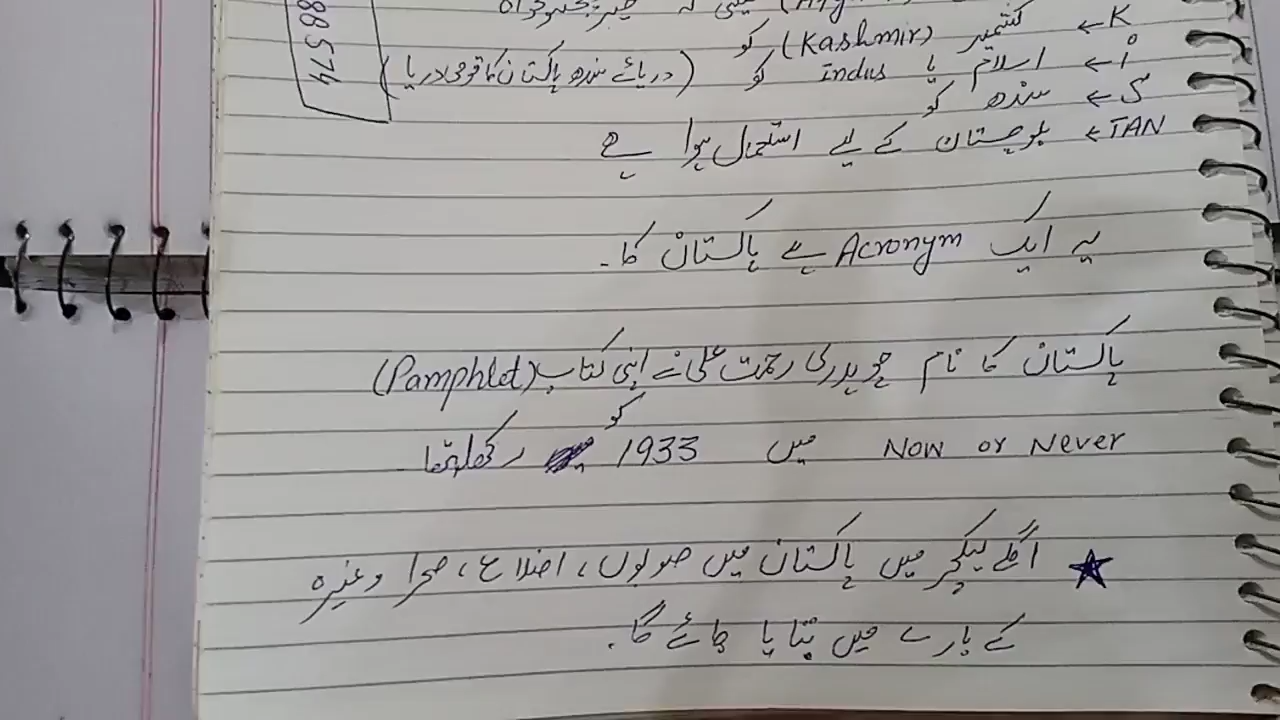 K ← کشمیر (Kashmir) کو
i ← اسلام یا indus کو (دریائے سندھ پاکستان کا قومی دریا)
S ← سندھ کو
TAN ← بلوچستان کے لیے استعمال ہوا ہے
یہ ایک Acronym ہے پاکستان کا۔
پاکستان کا نام چوہدری رحمت علی نے اپنی کتاب (Pamphlet)
Now or Never میں 1933 کو رکھا تھا
★ اگلے لیکچر میں پاکستان میں صوبوں، اضلاع، صحرا وغیرہ
کے بارے میں بتایا جائے گا۔
88574